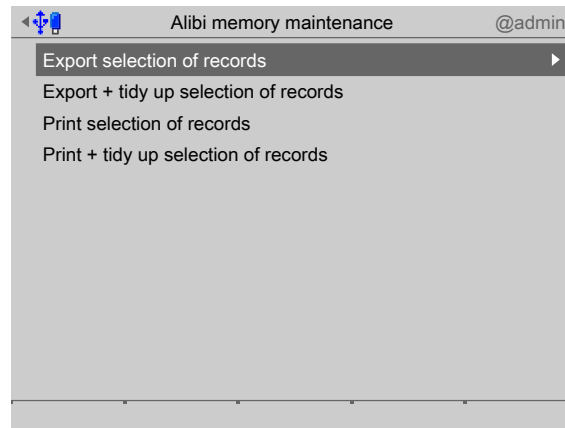 Alibi memory maintenance @admin
Export selection of records
Export + tidy up selection of records
Print selection of records
Print + tidy up selection of records